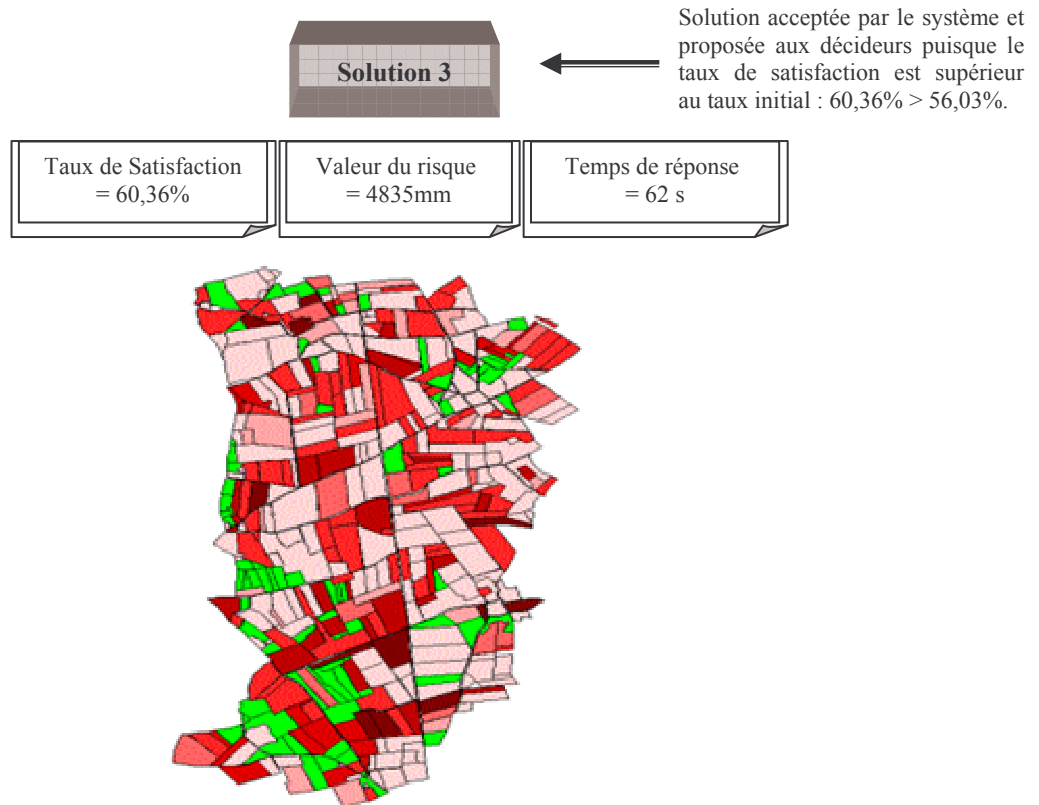 Solution 3
Solution acceptée par le système et
proposée aux décideurs puisque le
taux de satisfaction est supérieur
au taux initial : 60,36% > 56,03%.
Taux de Satisfaction
= 60,36%
Valeur du risque
= 4835mm
Temps de réponse
= 62 s